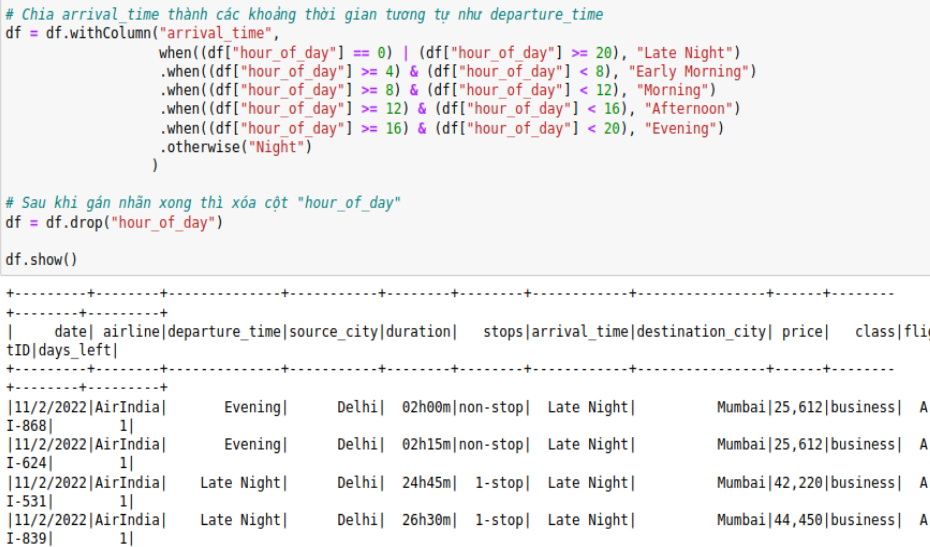 # Chia arrival_time thành các khoảng thời gian tương tự như departure_time
df = df.withColumn("arrival_time",
                   when((df["hour_of_day"] == 0) | (df["hour_of_day"] >= 20), "Late Night")
                   .when((df["hour_of_day"] >= 4) & (df["hour_of_day"] < 8), "Early Morning")
                   .when((df["hour_of_day"] >= 8) & (df["hour_of_day"] < 12), "Morning")
                   .when((df["hour_of_day"] >= 12) & (df["hour_of_day"] < 16), "Afternoon")
                   .when((df["hour_of_day"] >= 16) & (df["hour_of_day"] < 20), "Evening")
                   .otherwise("Night")
                  )
# Sau khi gán nhãn xong thì xóa cột "hour_of_day"
df = df.drop("hour_of_day")
df.show()
+---------+--------+--------------+-----------+--------+--------+------------+----------------+------+--------
+--------+---------+
|     date| airline|departure_time|source_city|duration|   stops|arrival_time|destination_city| price|   class|flig
tID|days_left|
+---------+--------+--------------+-----------+--------+--------+------------+----------------+------+--------
+--------+---------+
|11/2/2022|AirIndia|       Evening|      Delhi|  02h00m|non-stop|  Late Night|          Mumbai|25,612|business|  A
I-868|        1|
|11/2/2022|AirIndia|       Evening|      Delhi|  02h15m|non-stop|  Late Night|          Mumbai|25,612|business|  A
I-624|        1|
|11/2/2022|AirIndia|    Late Night|      Delhi|  24h45m|  1-stop|  Late Night|          Mumbai|42,220|business|  A
I-531|        1|
|11/2/2022|AirIndia|    Late Night|      Delhi|  26h30m|  1-stop|  Late Night|          Mumbai|44,450|business|  A
I-839|        1|